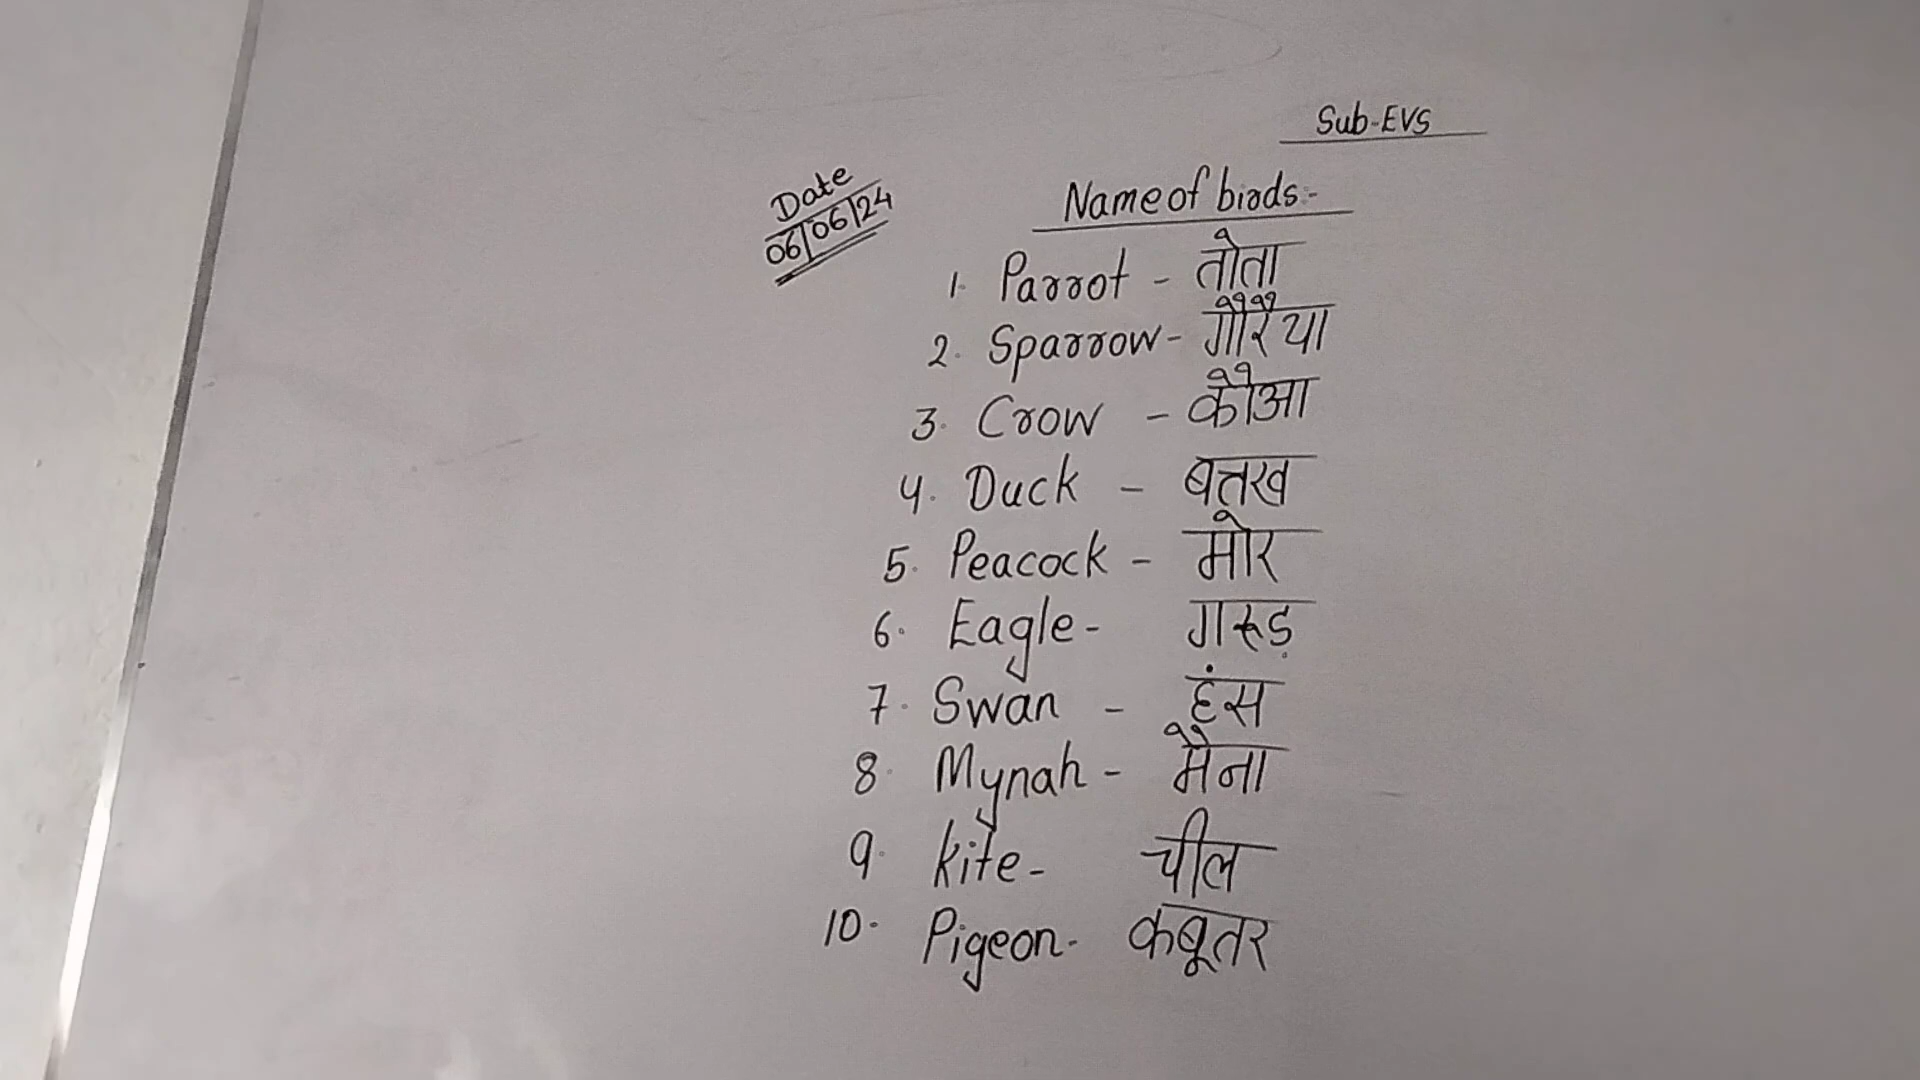 Sub-EVS
Date
06/06/24
Name of birds:-
1. Parrot - तोता
2. Sparrow - गौरैया
3. Crow - कौआ
4. Duck - बत्तख
5. Peacock - मोर
6. Eagle - गरूड़
7. Swan - हंस
8. Mynah - मैना
9. Kite - चील
10. Pigeon - कबूतर